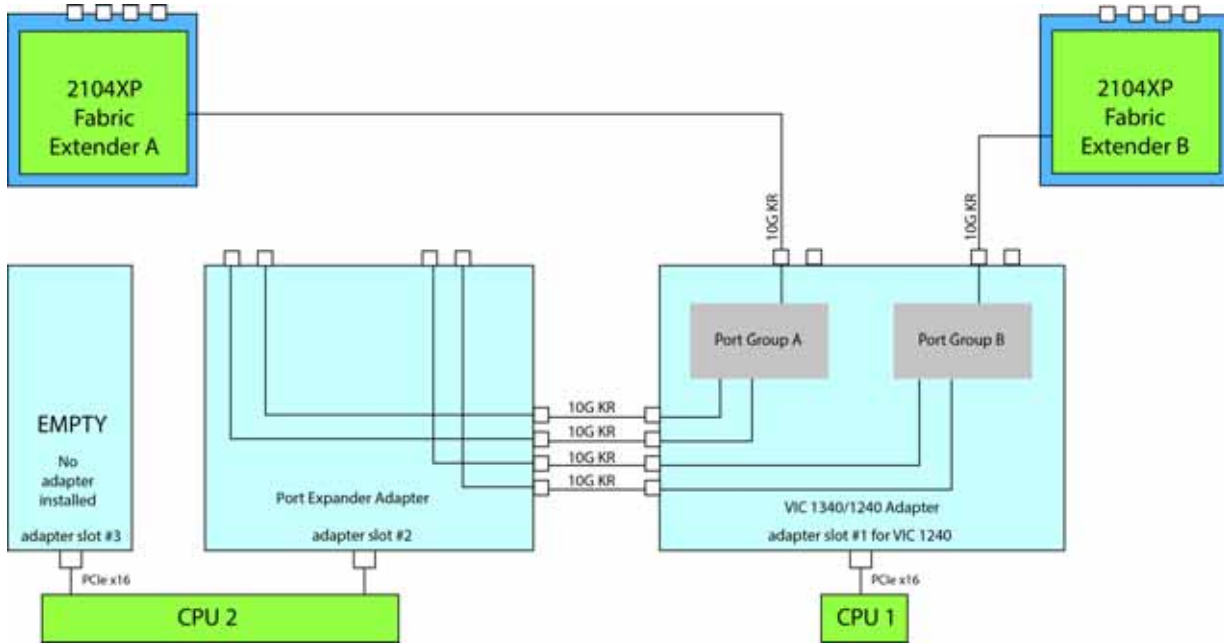 2104XP
Fabric
Extender A
2104XP
Fabric
Extender B
10G KR
10G KR
Port Group A
Port Group B
10G KR
10G KR
10G KR
10G KR
EMPTY
No
adapter
installed
adapter slot #3
Port Expander Adapter
adapter slot #2
VIC 1340/1240 Adapter
adapter slot #1 for VIC 1240
PCIe x16
PCIe x16
CPU 2
CPU 1